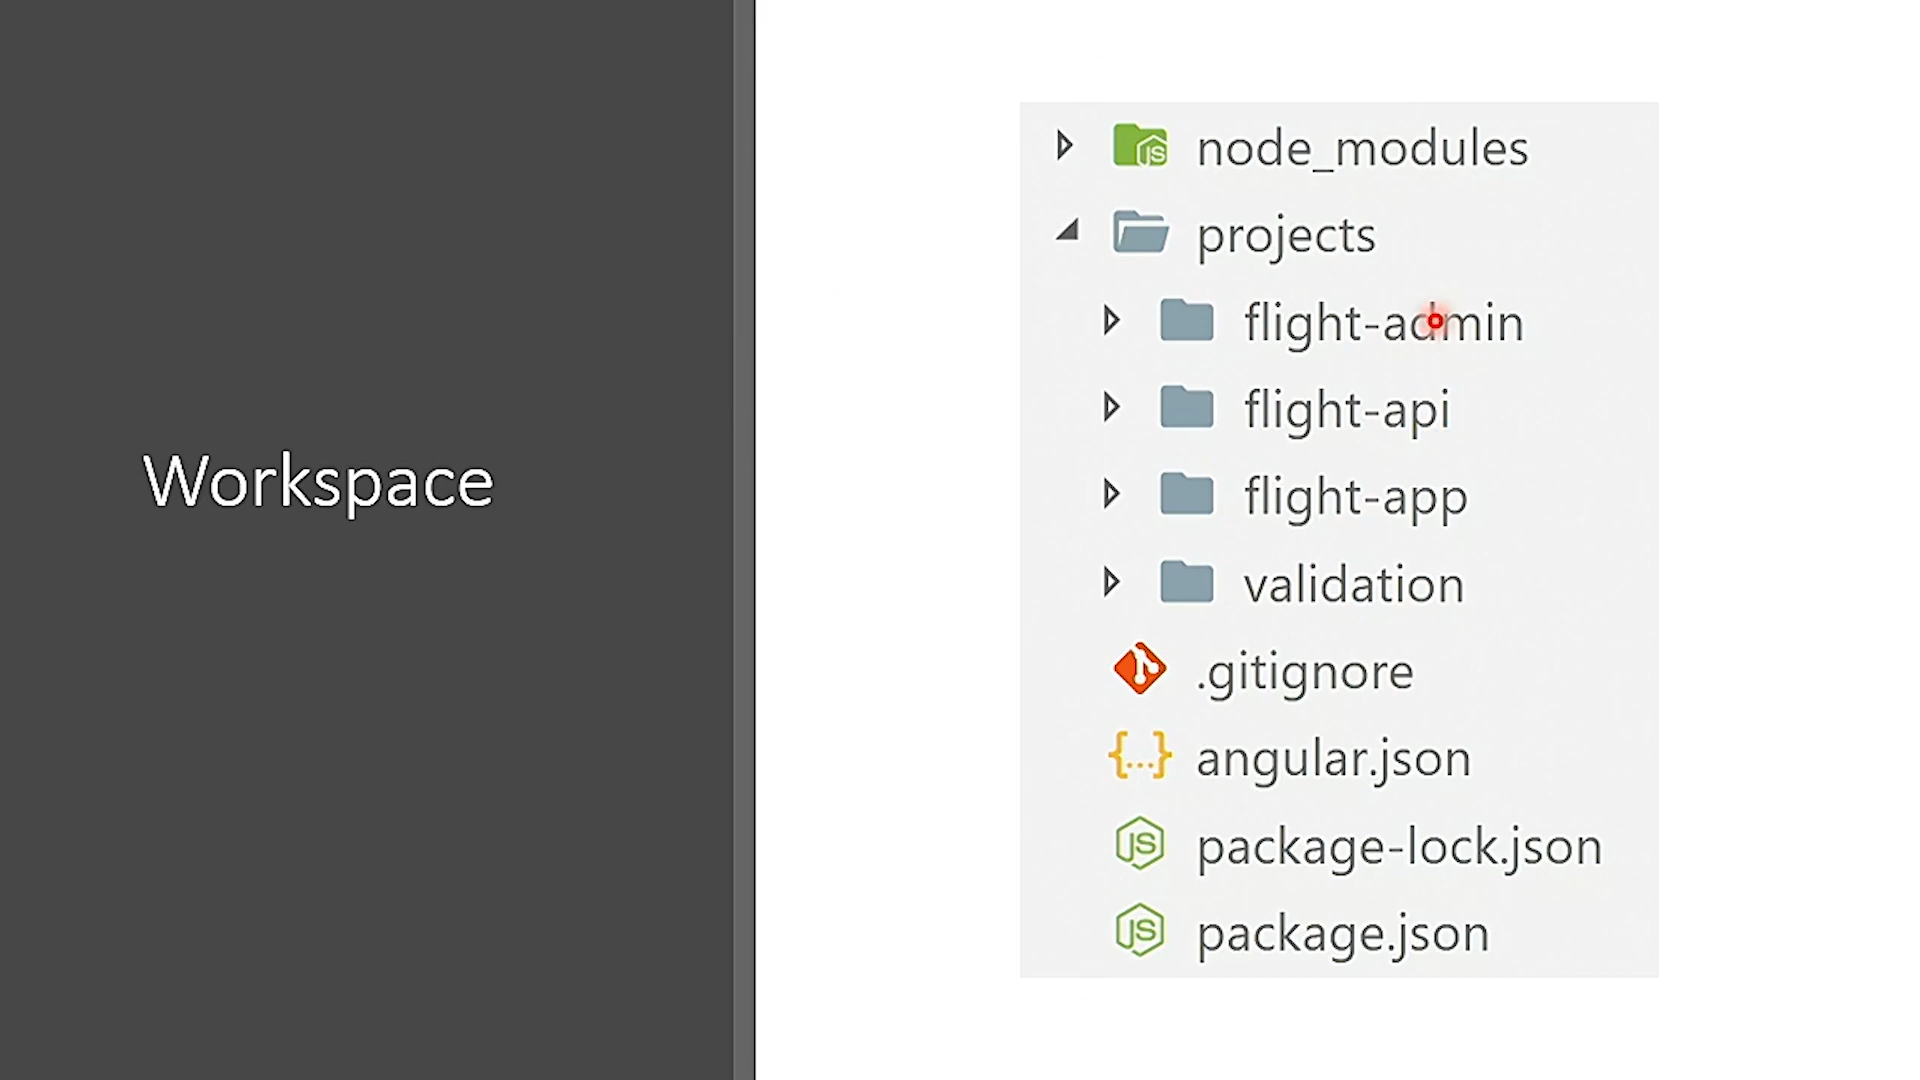 Workspace
node_modules
projects
flight-admin
flight-api
flight-app
validation
.gitignore
angular.json
package-lock.json
package.json